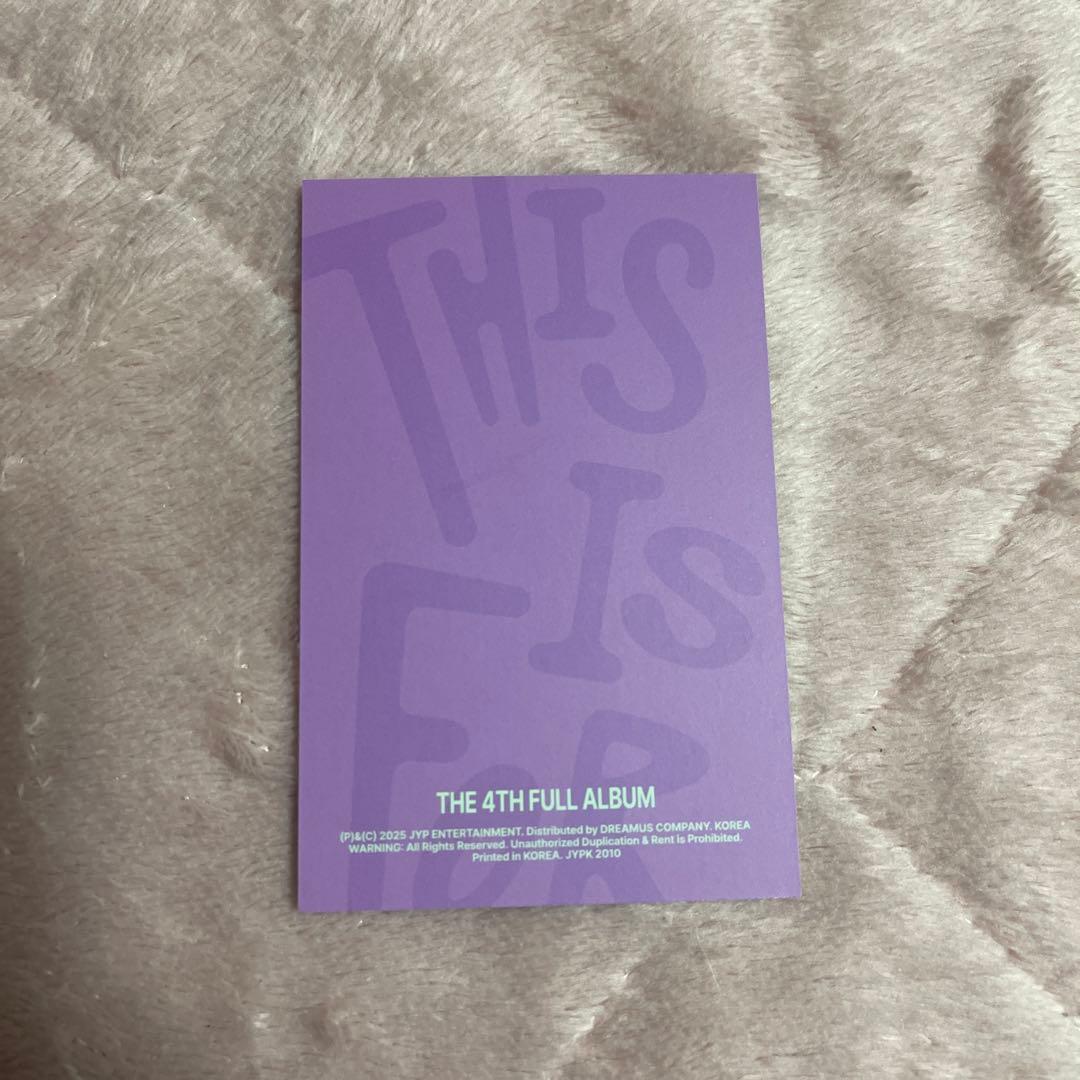 THIS
IS
FOR
THE 4TH FULL ALBUM
(P)&(C) 2025 JYP ENTERTAINMENT. Distributed by DREAMUS COMPANY. KOREA
WARNING: All Rights Reserved. Unauthorized Duplication & Rent is Prohibited.
Printed in KOREA. JYPK 2010